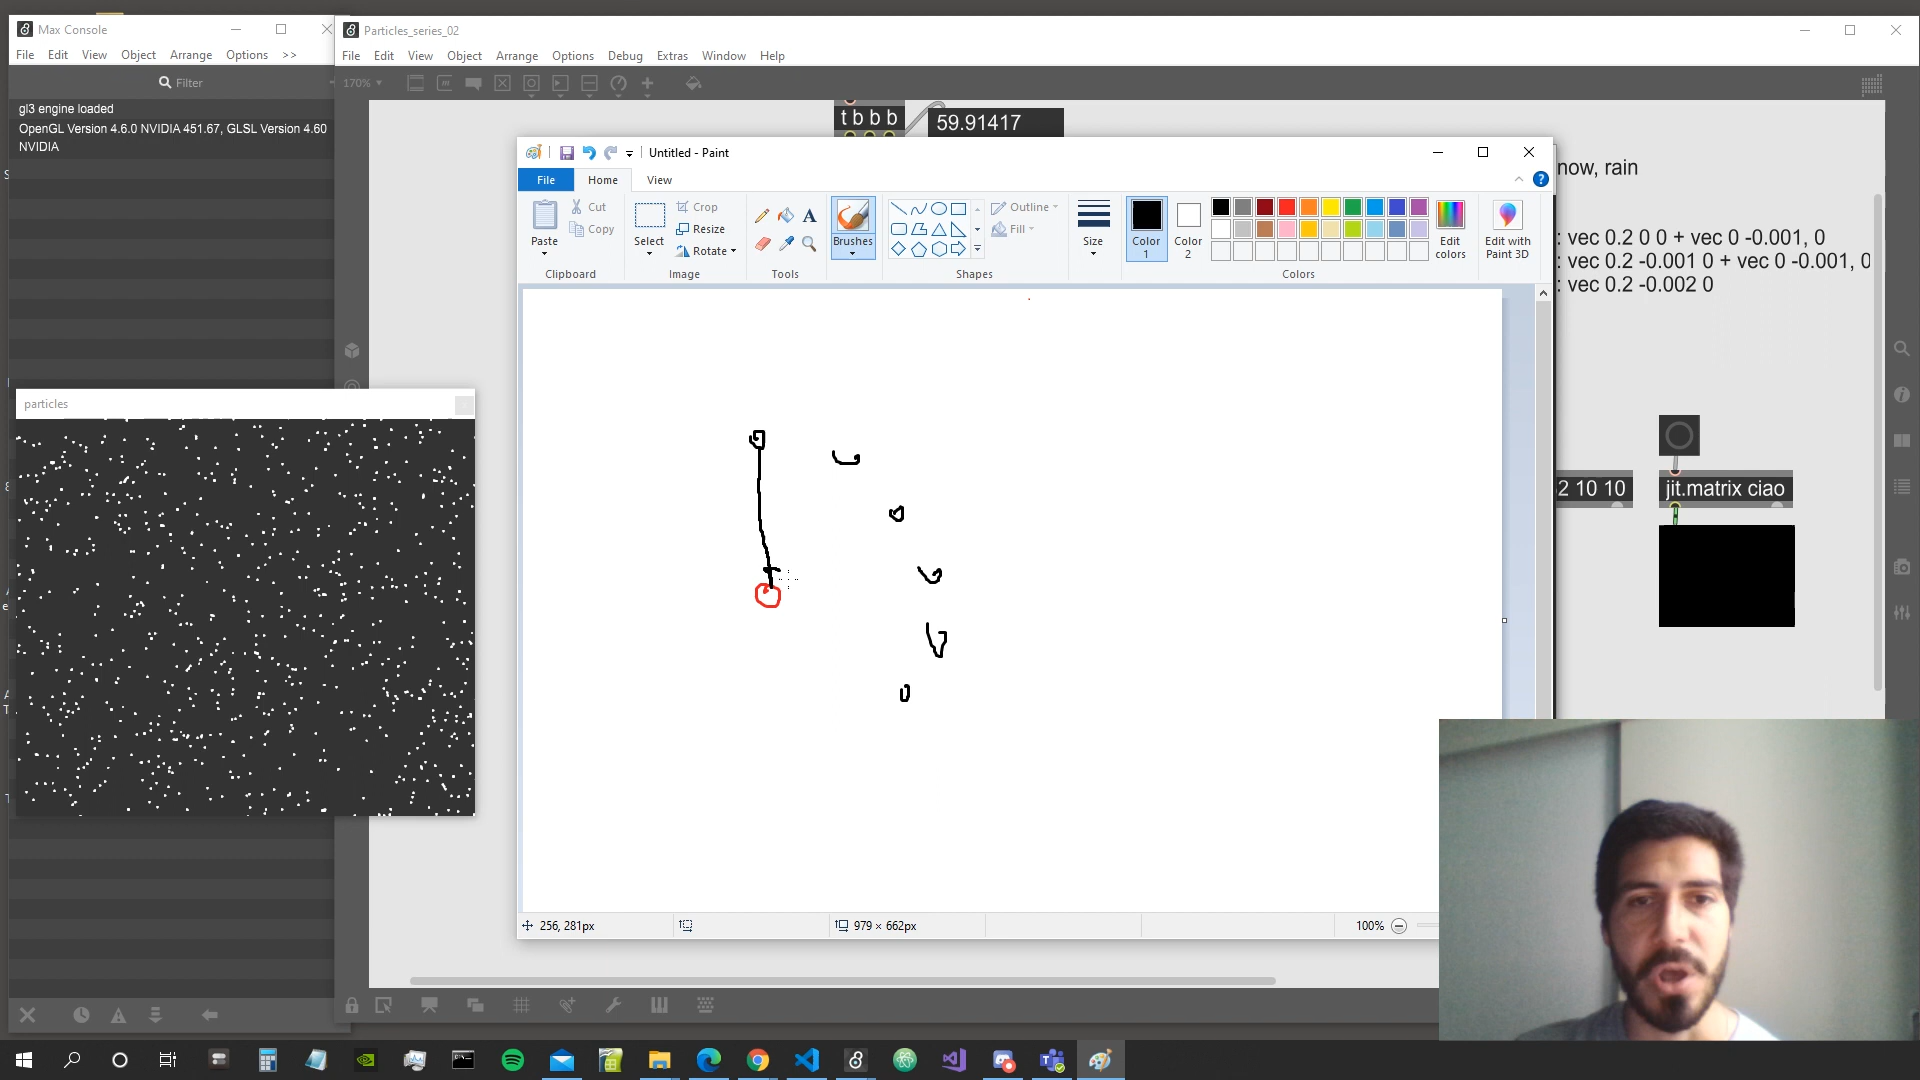 Max Console
File Edit View Object Arrange Options >>
Filter
gl3 engine loaded
OpenGL Version 4.6.0 NVIDIA 451.67, GLSL Version 4.60
NVIDIA
particles
Particles_series_02
File Edit View Object Arrange Options Debug Extras Window Help
170%
t b b b
59.91417
Untitled - Paint
File Home View
Paste
Cut
Copy
Clipboard
Select
Crop
Resize
Rotate
Image
A
Tools
Brushes
Outline
Fill
Shapes
Size
Color
1
Color
2
Edit
colors
Edit with
Paint 3D
Colors
256, 281px
979 × 662px
100%
now, rain
: vec 0.2 0 0 + vec 0 -0.001, 0
: vec 0.2 -0.001 0 + vec 0 -0.001, 0
: vec 0.2 -0.002 0
2 10 10
jit.matrix ciao